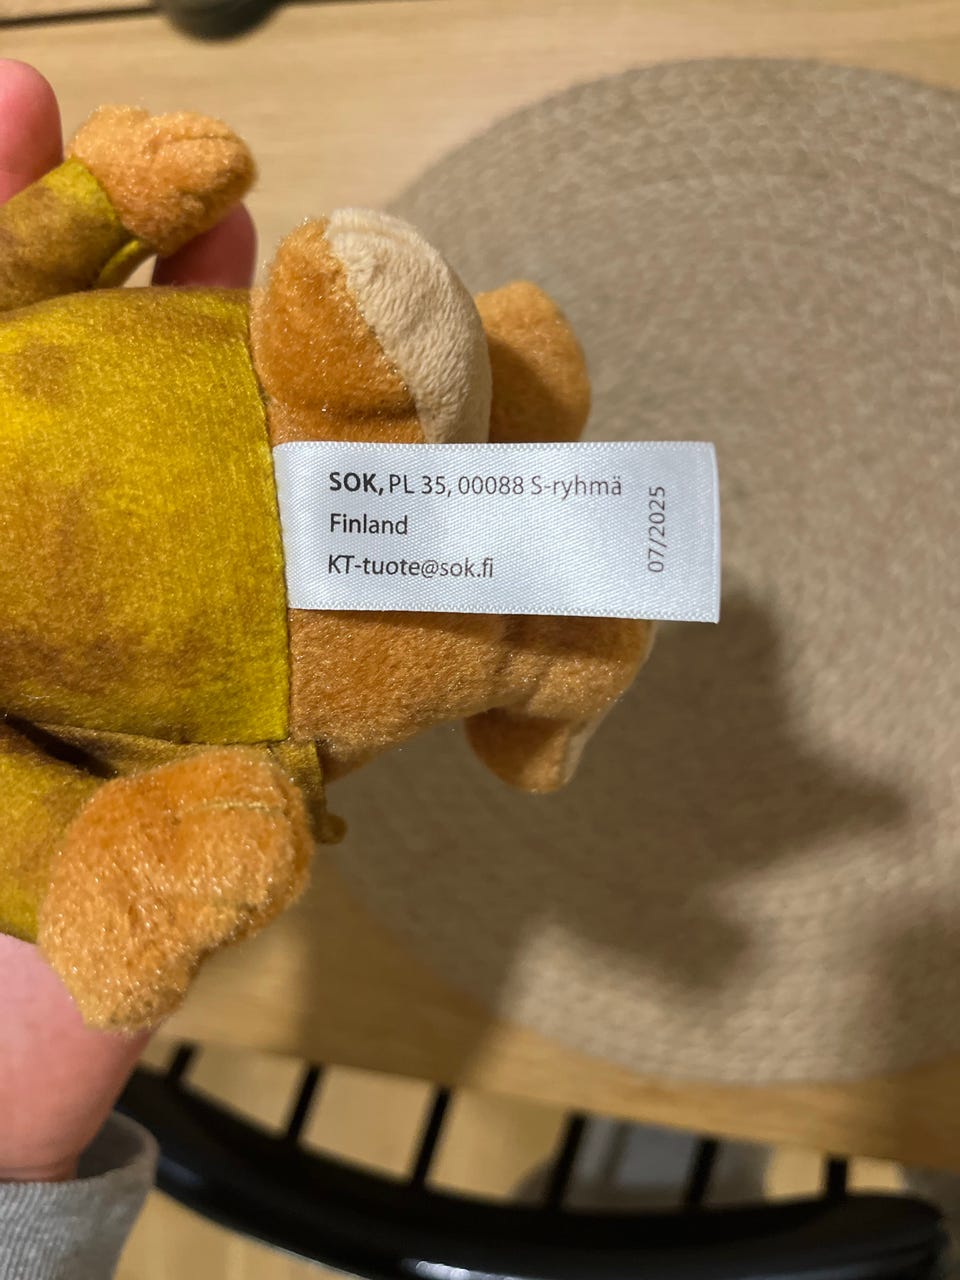 SOK, PL 35, 00088 S-ryhmä
Finland
KT-tuote@sok.fi
07/2025